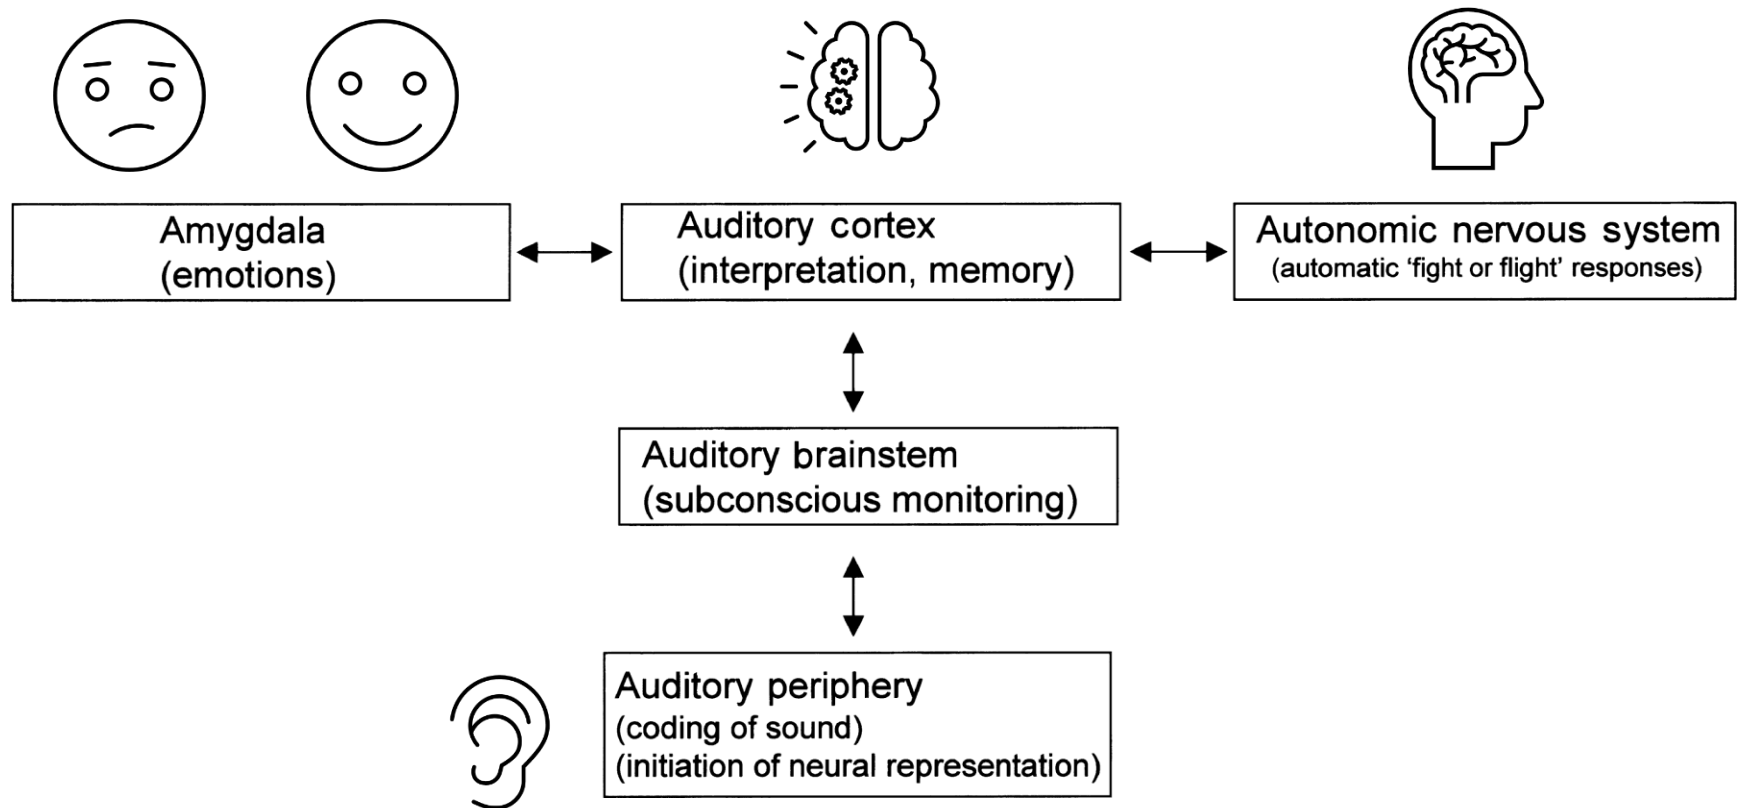 Amygdala
(emotions)
Auditory cortex
(interpretation, memory)
Autonomic nervous system
(automatic ‘fight or flight’ responses)
Auditory brainstem
(subconscious monitoring)
Auditory periphery
(coding of sound)
(initiation of neural representation)